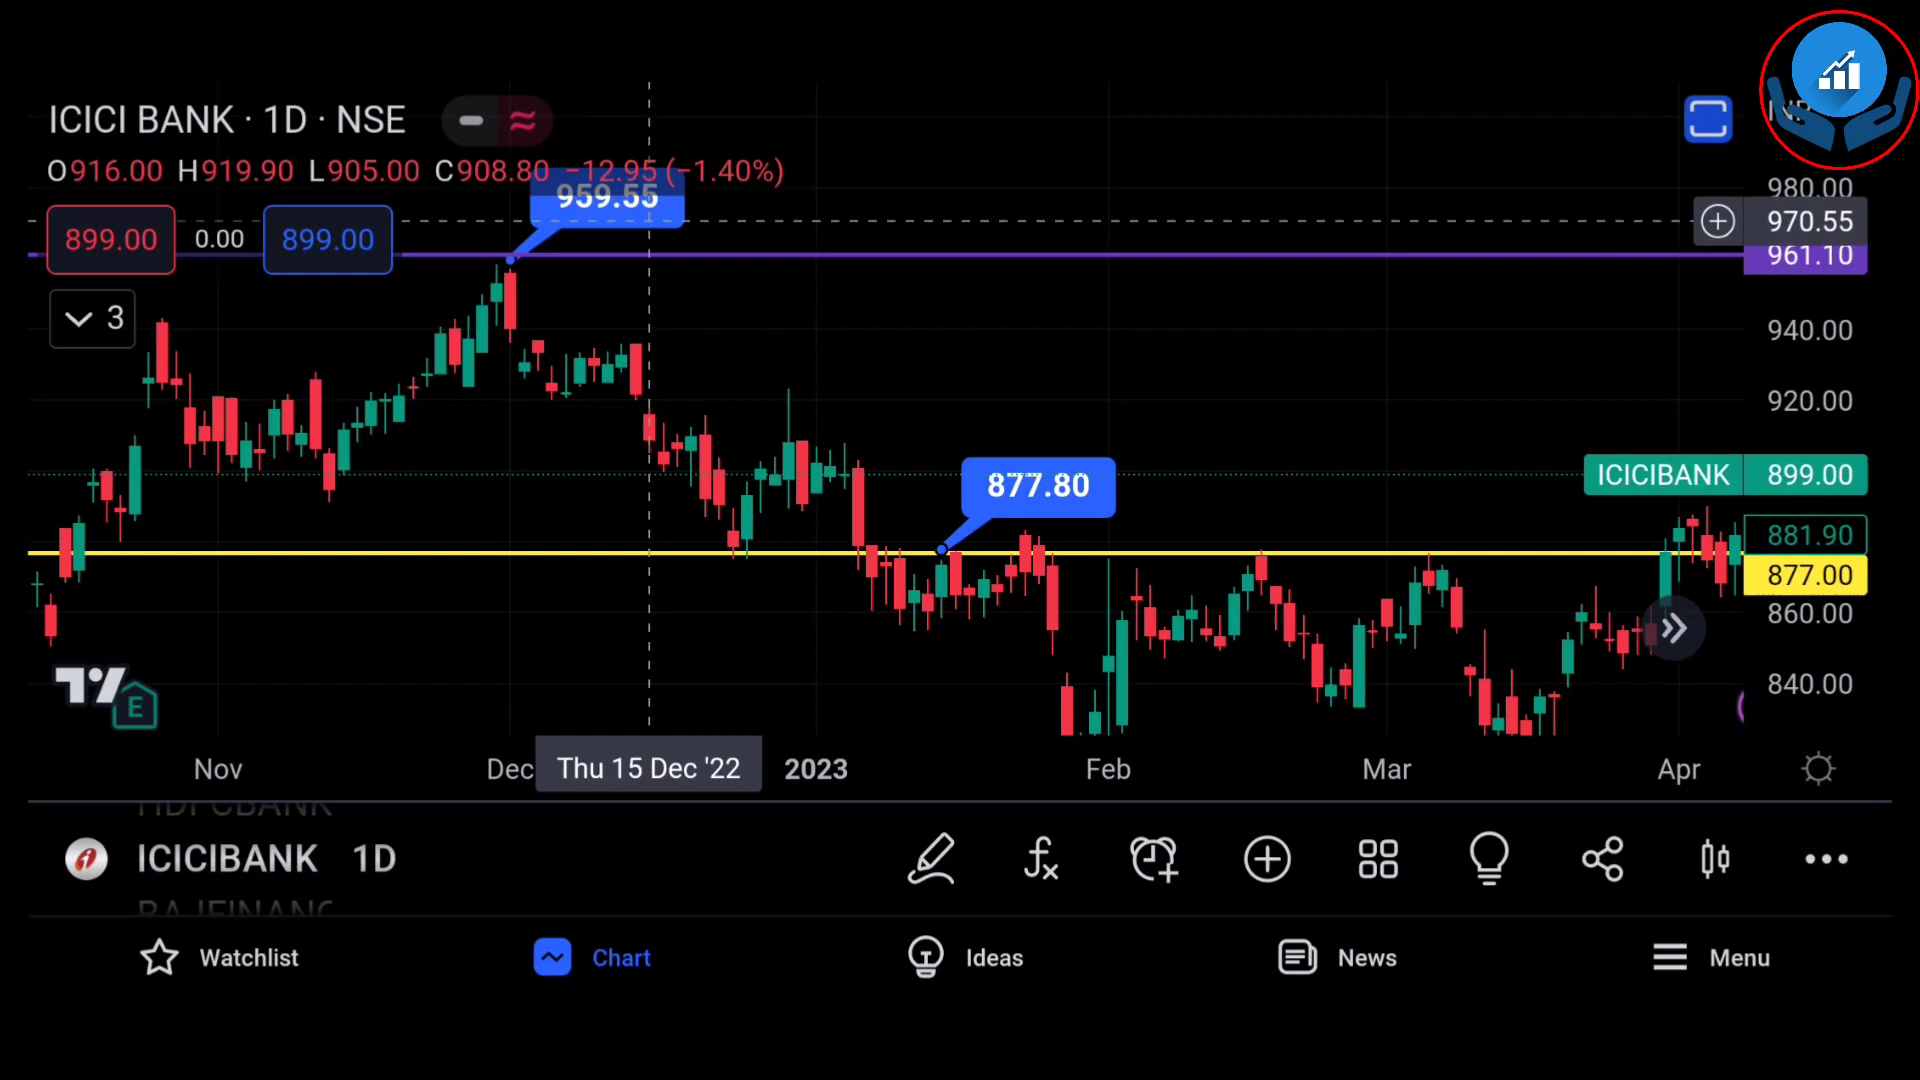 ICICI BANK · 1D · NSE
O916.00 H919.90 L905.00 C908.80 −12.95 (−1.40%)
959.55
980.00
970.55
961.10
899.00 0.00 899.00
3
940.00
920.00
877.80
ICICIBANK 899.00
881.90
877.00
860.00
840.00
E
Nov Dec Thu 15 Dec '22 2023 Feb Mar Apr
HDFCBANK
ICICIBANK 1D
Watchlist Chart Ideas News Menu